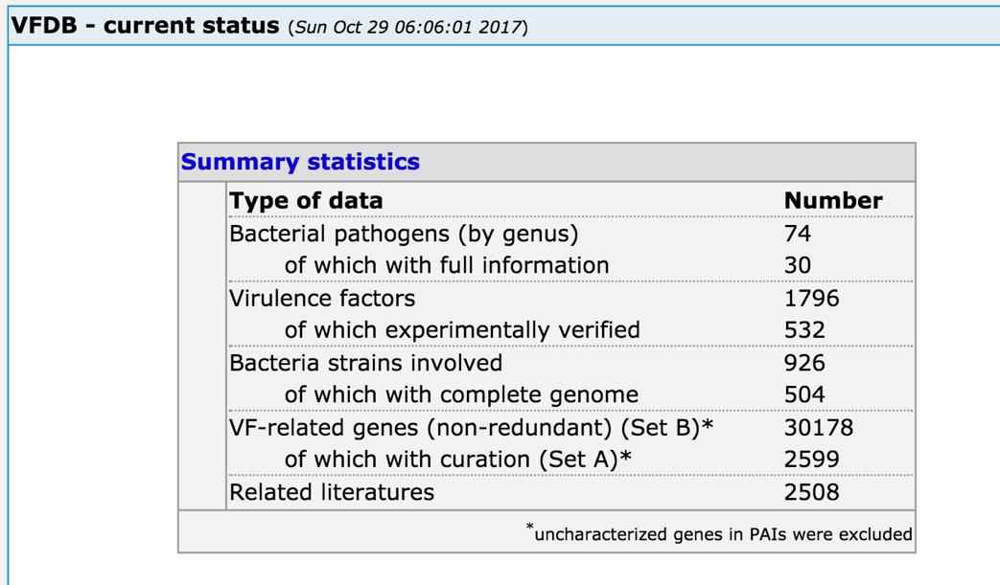 VFDB - current status (Sun Oct 29 06:06:01 2017)
Summary statistics
Type of data Number
Bacterial pathogens (by genus) 74
of which with full information 30
Virulence factors 1796
of which experimentally verified 532
Bacteria strains involved 926
of which with complete genome 504
VF-related genes (non-redundant) (Set B)* 30178
of which with curation (Set A)* 2599
Related literatures 2508
*uncharacterized genes in PAIs were excluded